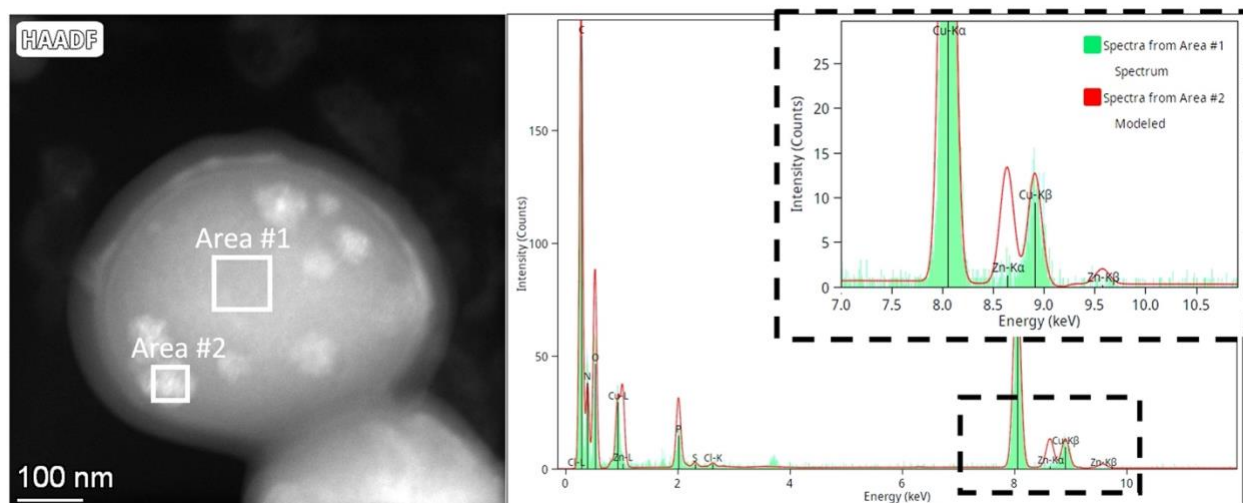 HAADF
Area #1
Area #2
100 nm
Intensity (Counts)
150
100
50
0
0
2
4
6
8
10
C
N
O
Cu-L
Cl-L
Zn-L
P
S
Cl-K
Zn-Kα
Cu-Kβ
Zn-Kβ
Intensity (Counts)
25
20
15
10
5
0
7.0
7.5
8.0
8.5
9.0
9.5
10.0
10.5
Energy (keV)
Cu-Kα
Zn-Kα
Cu-Kβ
Zn-Kβ
Spectra from Area #1
Spectrum
Spectra from Area #2
Modeled